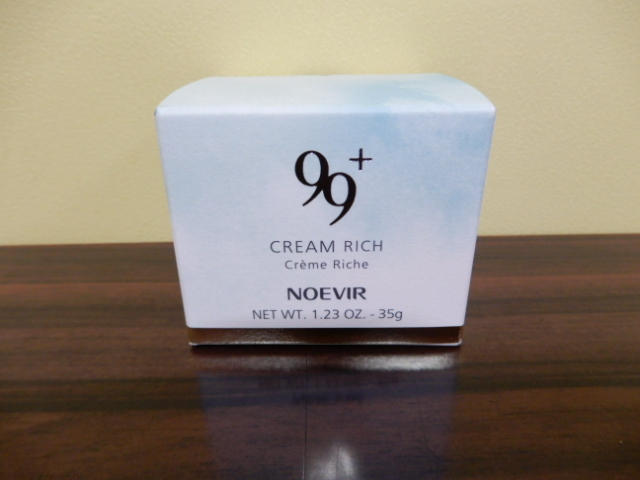 99+
CREAM RICH
Crème Riche
NOEVIR
NET WT. 1.23 OZ. - 35g